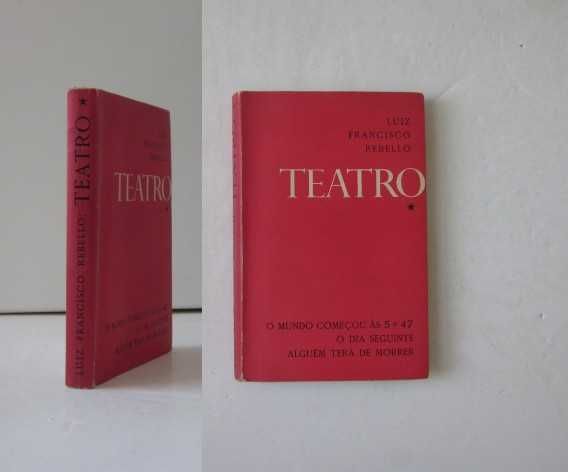 LUIZ FRANCISCO REBELLO: TEATRO *
TEATRO
*
LUIZ
FRANCISCO
REBELLO
TEATRO
*
O MUNDO COMEÇOU ÀS 5 e 47
O DIA SEGUINTE
ALGUÉM TERÁ DE MORRER